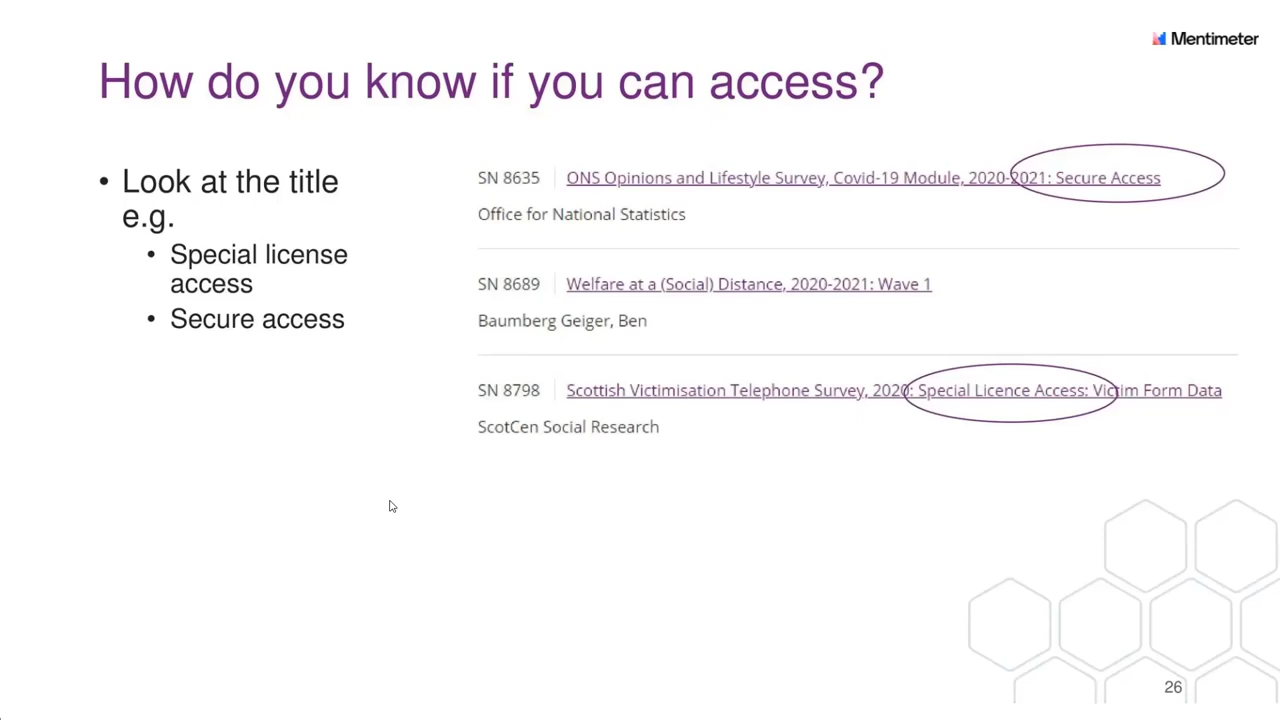 Mentimeter
How do you know if you can access?
• Look at the title
e.g.
• Special license
access
• Secure access
SN 8635 ONS Opinions and Lifestyle Survey, Covid-19 Module, 2020-2021: Secure Access
Office for National Statistics
SN 8689 Welfare at a (Social) Distance, 2020-2021: Wave 1
Baumberg Geiger, Ben
SN 8798 Scottish Victimisation Telephone Survey, 2020: Special Licence Access: Victim Form Data
ScotCen Social Research
26